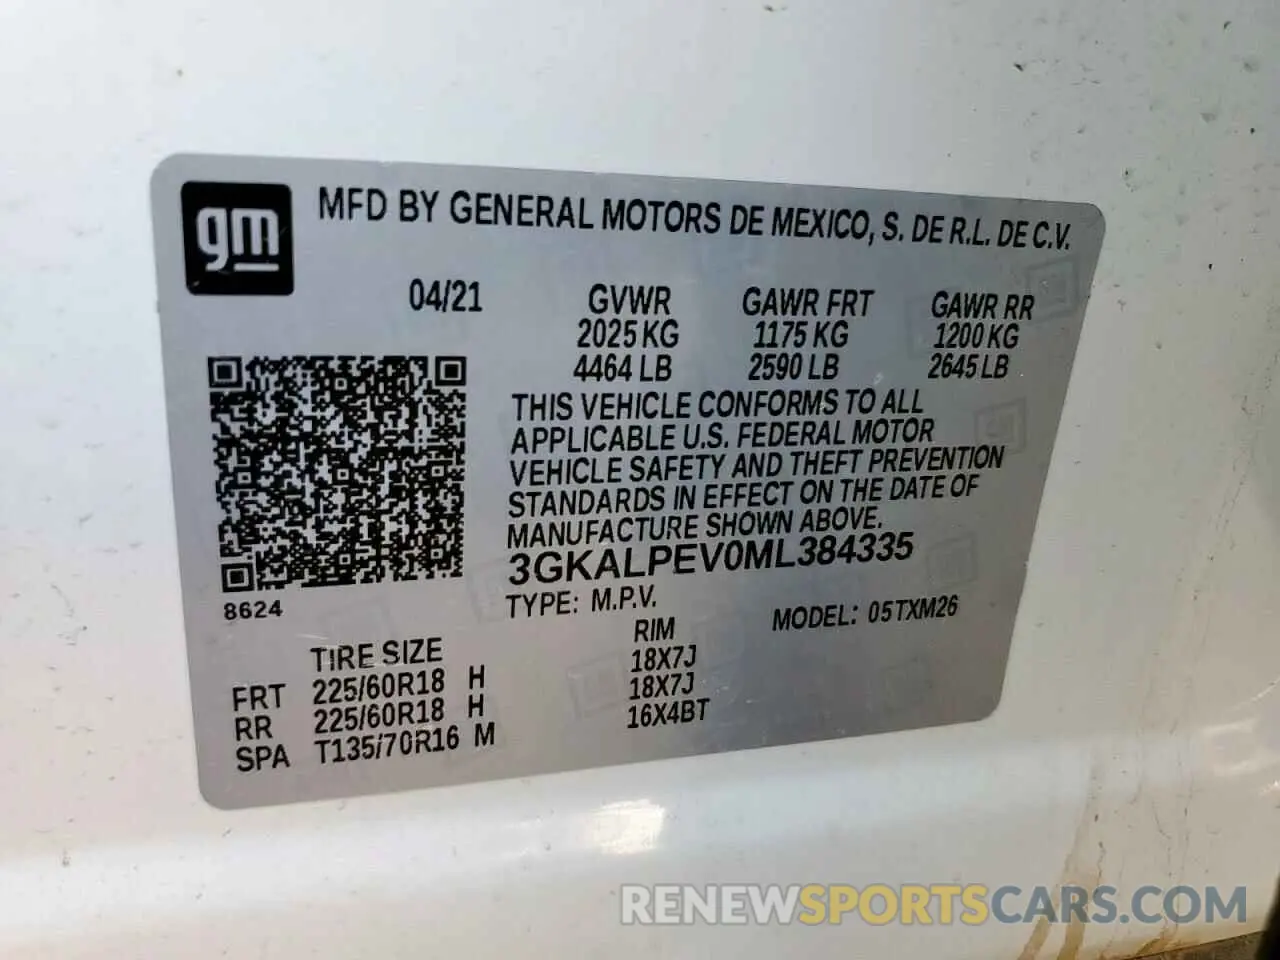 gm
MFD BY GENERAL MOTORS DE MEXICO, S. DE R.L. DE C.V.
04/21 GVWR GAWR FRT GAWR RR
2025 KG 1175 KG 1200 KG
4464 LB 2590 LB 2645 LB
THIS VEHICLE CONFORMS TO ALL
APPLICABLE U.S. FEDERAL MOTOR
VEHICLE SAFETY AND THEFT PREVENTION
STANDARDS IN EFFECT ON THE DATE OF
MANUFACTURE SHOWN ABOVE.
3GKALPEV0ML384335
8624
TYPE: M.P.V. MODEL: 05TXM26
TIRE SIZE RIM
FRT 225/60R18 H 18X7J
RR 225/60R18 H 18X7J
SPA T135/70R16 M 16X4BT
RENEWSPORTSCARS.COM